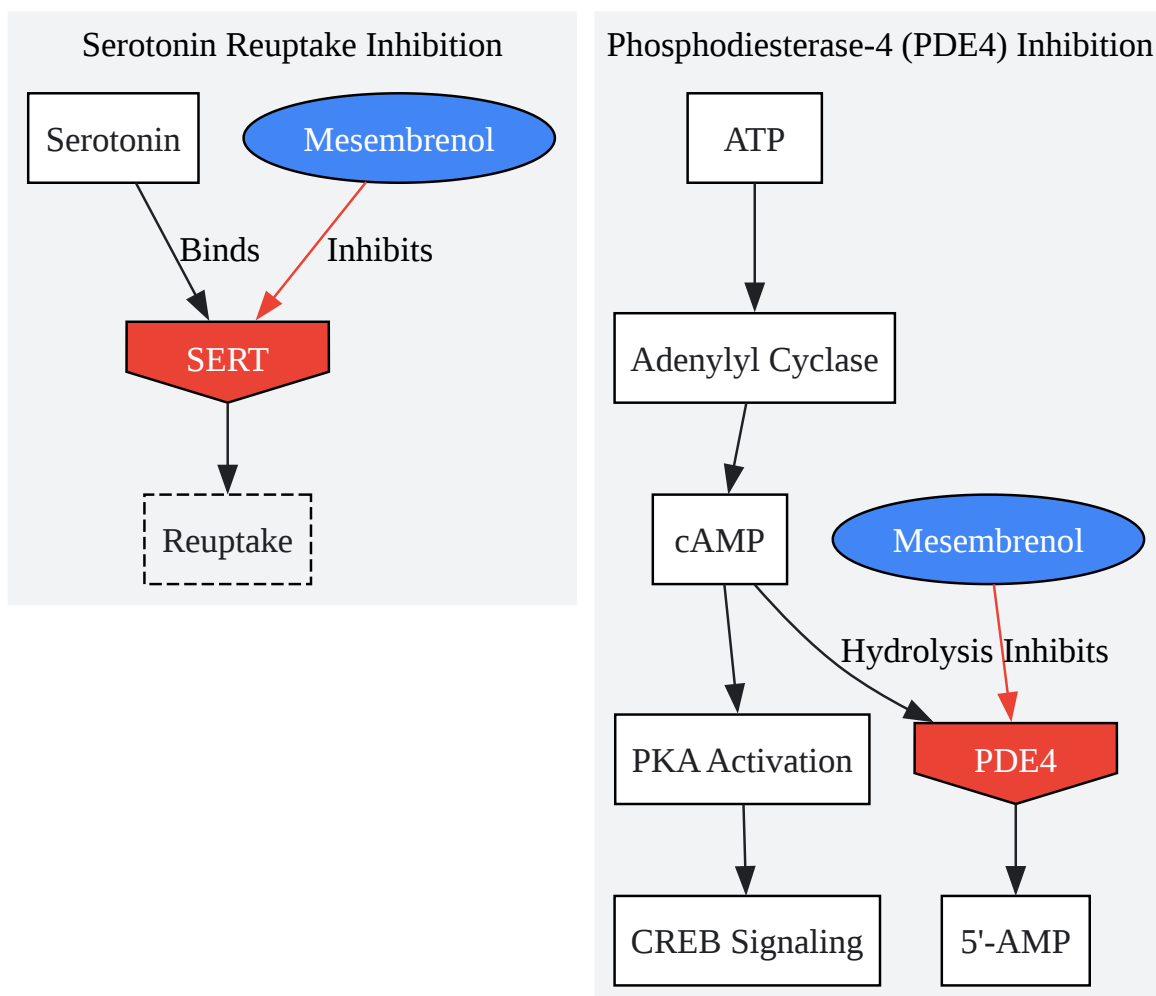 Serotonin Reuptake Inhibition
Serotonin
Mesembrenol
Binds
Inhibits
SERT
Reuptake
Phosphodiesterase-4 (PDE4) Inhibition
ATP
Adenylyl Cyclase
cAMP
Mesembrenol
Hydrolysis
Inhibits
PKA Activation
PDE4
CREB Signaling
5'-AMP